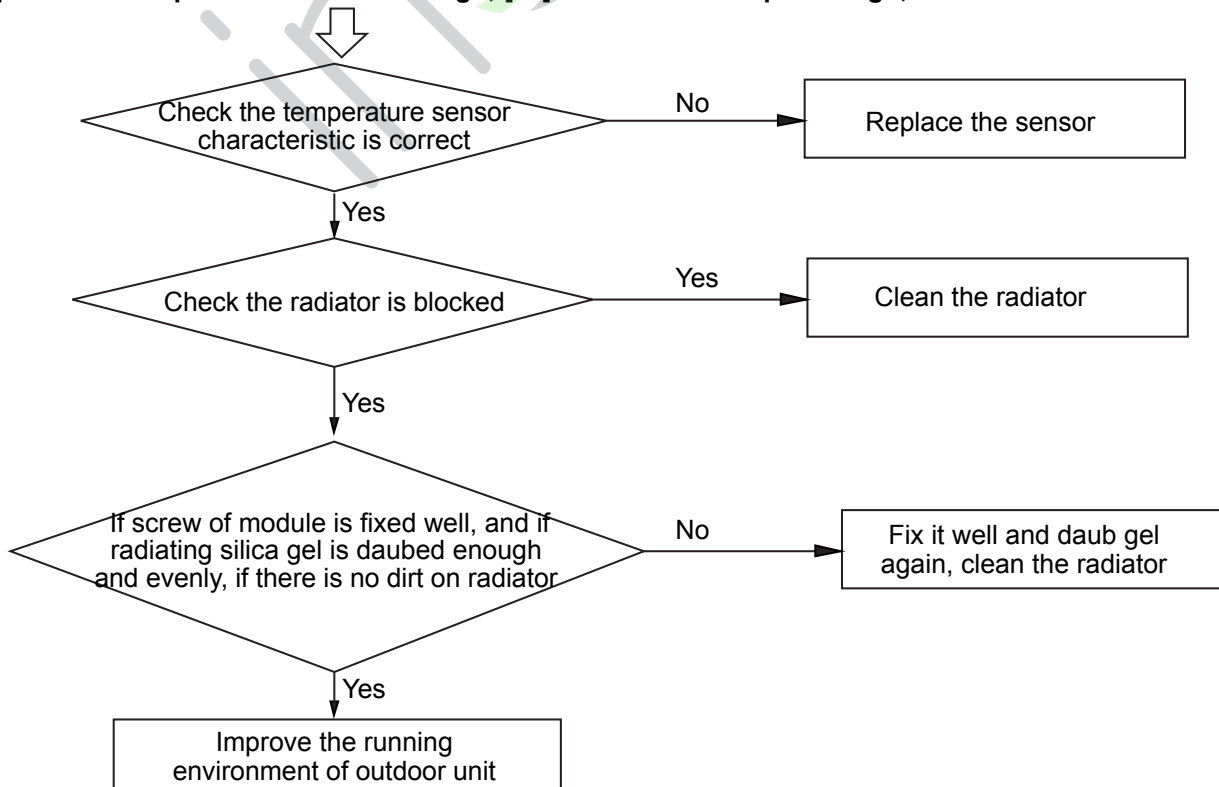 Check the temperature sensor
characteristic is correct
No
Replace the sensor
Yes
Check the radiator is blocked
Yes
Clean the radiator
Yes
If screw of module is fixed well, and if
radiating silica gel is daubed enough
and evenly, if there is no dirt on radiator
No
Fix it well and daub gel
again, clean the radiator
Yes
Improve the running
environment of outdoor unit